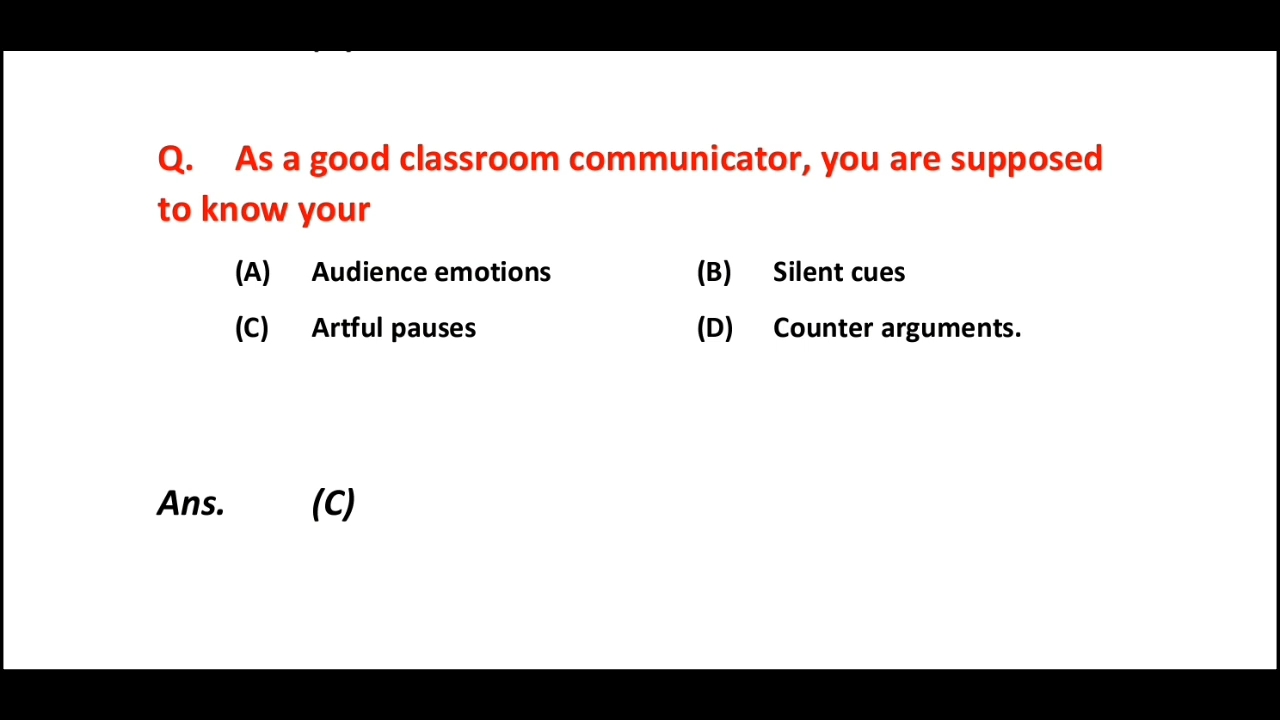 Q. As a good classroom communicator, you are supposed
to know your
(A) Audience emotions (B) Silent cues
(C) Artful pauses (D) Counter arguments.
Ans. (C)